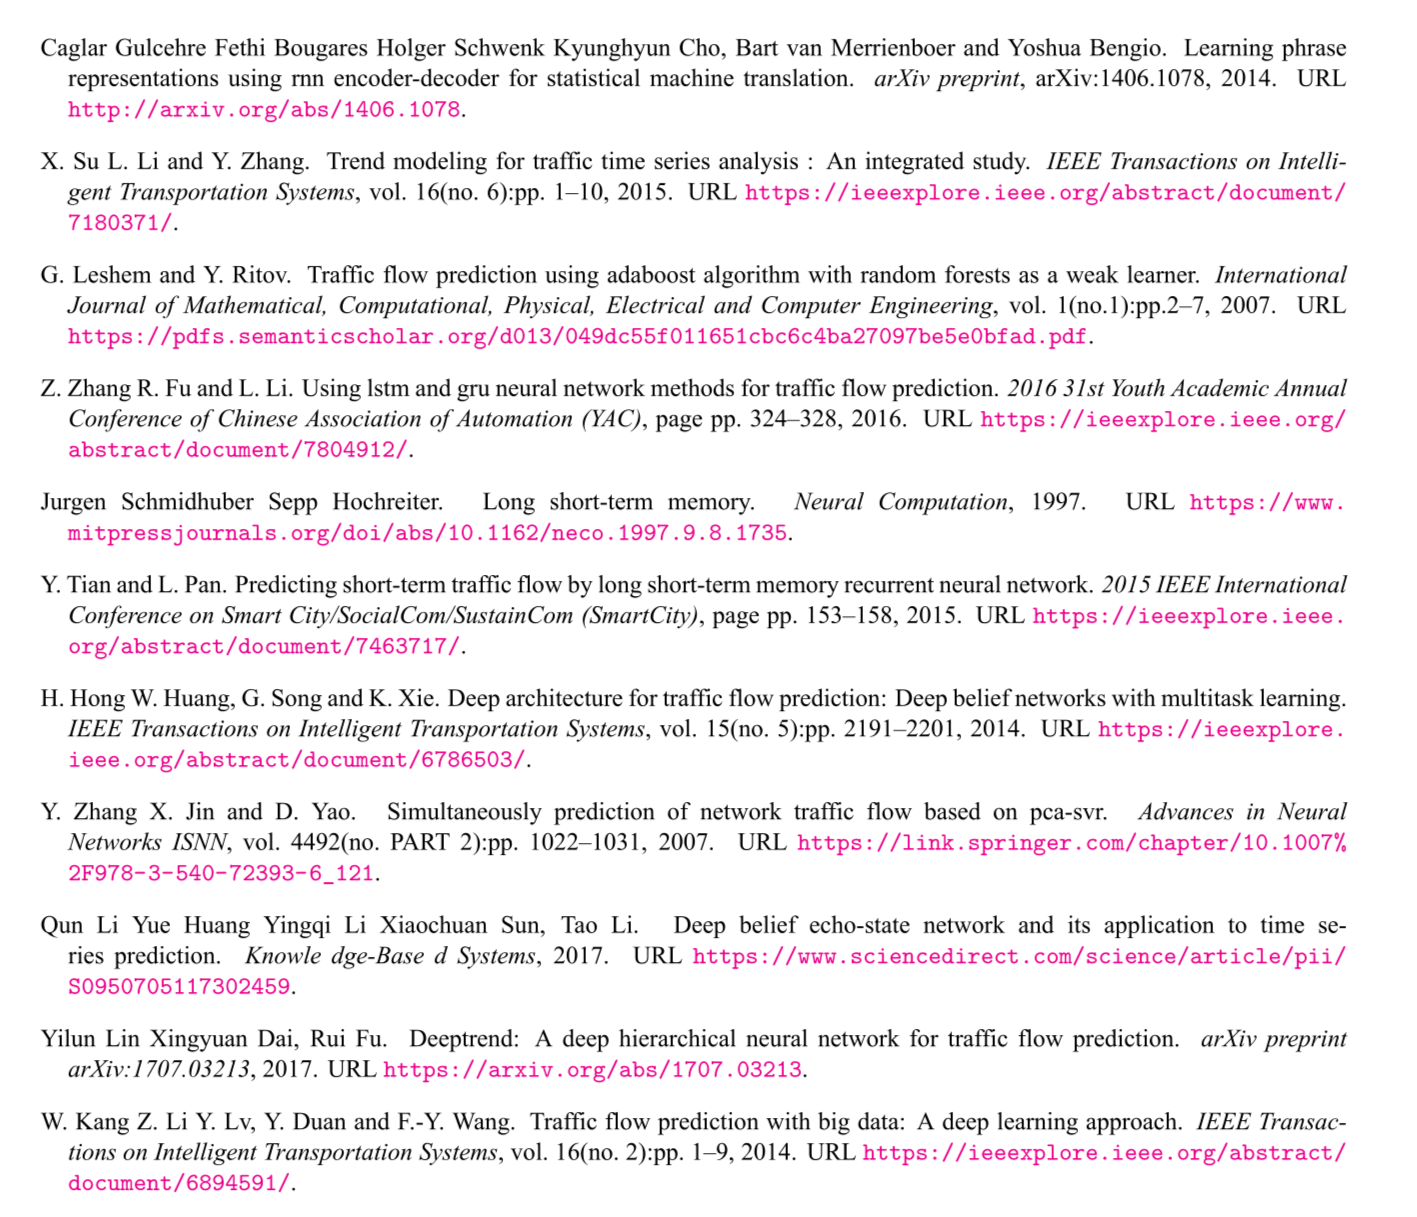 Caglar Gulcehre Fethi Bougares Holger Schwenk Kyunghyun Cho, Bart van Merrienboer and Yoshua Bengio. Learning phrase
representations using rnn encoder-decoder for statistical machine translation. arXiv preprint, arXiv:1406.1078, 2014. URL
http://arxiv.org/abs/1406.1078.
X. Su L. Li and Y. Zhang. Trend modeling for traffic time series analysis : An integrated study. IEEE Transactions on Intelli-
gent Transportation Systems, vol. 16(no. 6):pp. 1–10, 2015. URL https://ieeexplore.ieee.org/abstract/document/
7180371/.
G. Leshem and Y. Ritov. Traffic flow prediction using adaboost algorithm with random forests as a weak learner. International
Journal of Mathematical, Computational, Physical, Electrical and Computer Engineering, vol. 1(no.1):pp.2–7, 2007. URL
https://pdfs.semanticscholar.org/d013/049dc55f011651cbc6c4ba27097be5e0bfad.pdf.
Z. Zhang R. Fu and L. Li. Using lstm and gru neural network methods for traffic flow prediction. 2016 31st Youth Academic Annual
Conference of Chinese Association of Automation (YAC), page pp. 324–328, 2016. URL https://ieeexplore.ieee.org/
abstract/document/7804912/.
Jurgen Schmidhuber Sepp Hochreiter. Long short-term memory. Neural Computation, 1997. URL https://www.
mitpressjournals.org/doi/abs/10.1162/neco.1997.9.8.1735.
Y. Tian and L. Pan. Predicting short-term traffic flow by long short-term memory recurrent neural network. 2015 IEEE International
Conference on Smart City/SocialCom/SustainCom (SmartCity), page pp. 153–158, 2015. URL https://ieeexplore.ieee.
org/abstract/document/7463717/.
H. Hong W. Huang, G. Song and K. Xie. Deep architecture for traffic flow prediction: Deep belief networks with multitask learning.
IEEE Transactions on Intelligent Transportation Systems, vol. 15(no. 5):pp. 2191–2201, 2014. URL https://ieeexplore.
ieee.org/abstract/document/6786503/.
Y. Zhang X. Jin and D. Yao. Simultaneously prediction of network traffic flow based on pca-svr. Advances in Neural
Networks ISNN, vol. 4492(no. PART 2):pp. 1022–1031, 2007. URL https://link.springer.com/chapter/10.1007%
2F978-3-540-72393-6_121.
Qun Li Yue Huang Yingqi Li Xiaochuan Sun, Tao Li. Deep belief echo-state network and its application to time se-
ries prediction. Knowle dge-Base d Systems, 2017. URL https://www.sciencedirect.com/science/article/pii/
S0950705117302459.
Yilun Lin Xingyuan Dai, Rui Fu. Deeptrend: A deep hierarchical neural network for traffic flow prediction. arXiv preprint
arXiv:1707.03213, 2017. URL https://arxiv.org/abs/1707.03213.
W. Kang Z. Li Y. Lv, Y. Duan and F.-Y. Wang. Traffic flow prediction with big data: A deep learning approach. IEEE Transac-
tions on Intelligent Transportation Systems, vol. 16(no. 2):pp. 1–9, 2014. URL https://ieeexplore.ieee.org/abstract/
document/6894591/.